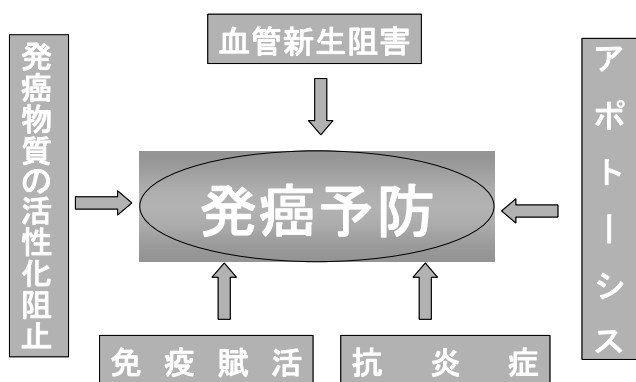 血管新生阻害
発癌物質の活性化阻止
アポトーシス
発癌予防
免疫賦活
抗炎症